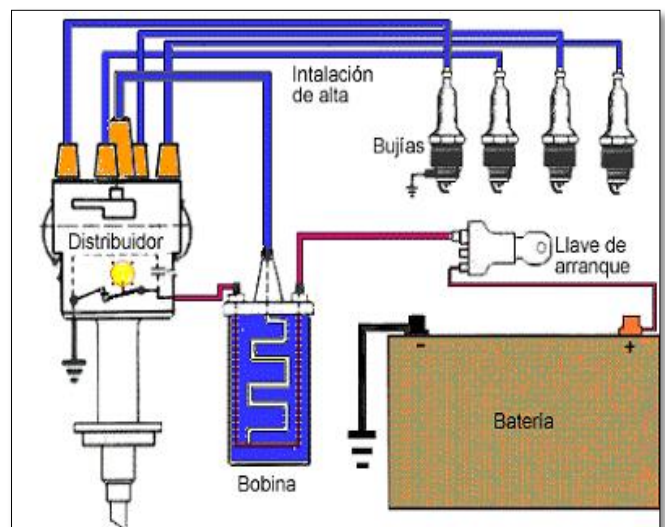 Intalación
de alta
Bujías
Distribuidor
Llave de
arranque
- +
Batería
Bobina